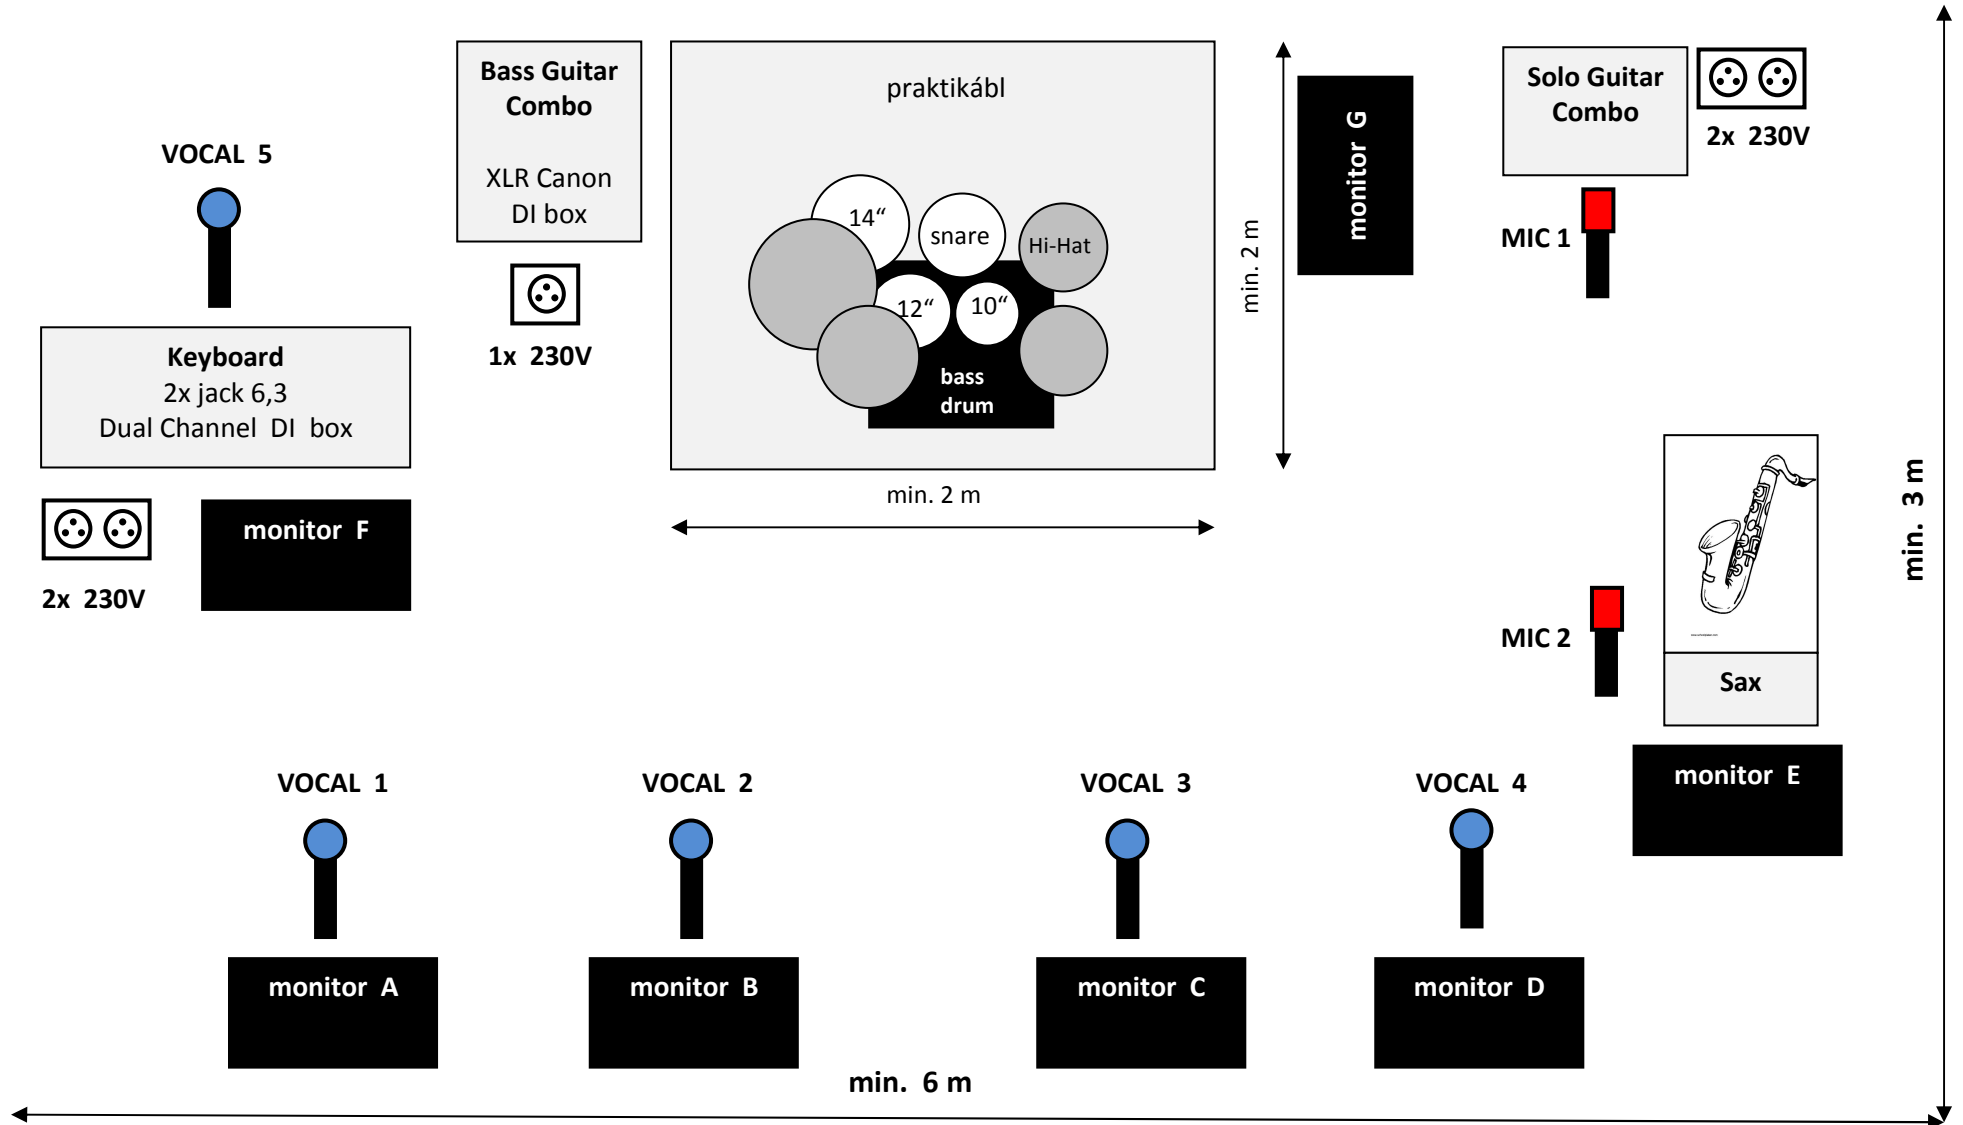 Bass Guitar
Combo
XLR Canon
DI box
1x 230V
praktikábl
14“
snare
Hi-Hat
12“
10“
bass
drum
min. 2 m
min. 2 m
monitor G
Solo Guitar
Combo
2x 230V
MIC 1
VOCAL 5
Keyboard
2x jack 6,3
Dual Channel DI box
2x 230V
monitor F
MIC 2
Sax
monitor E
min. 3 m
VOCAL 1
VOCAL 2
VOCAL 3
VOCAL 4
monitor A
monitor B
monitor C
monitor D
min. 6 m